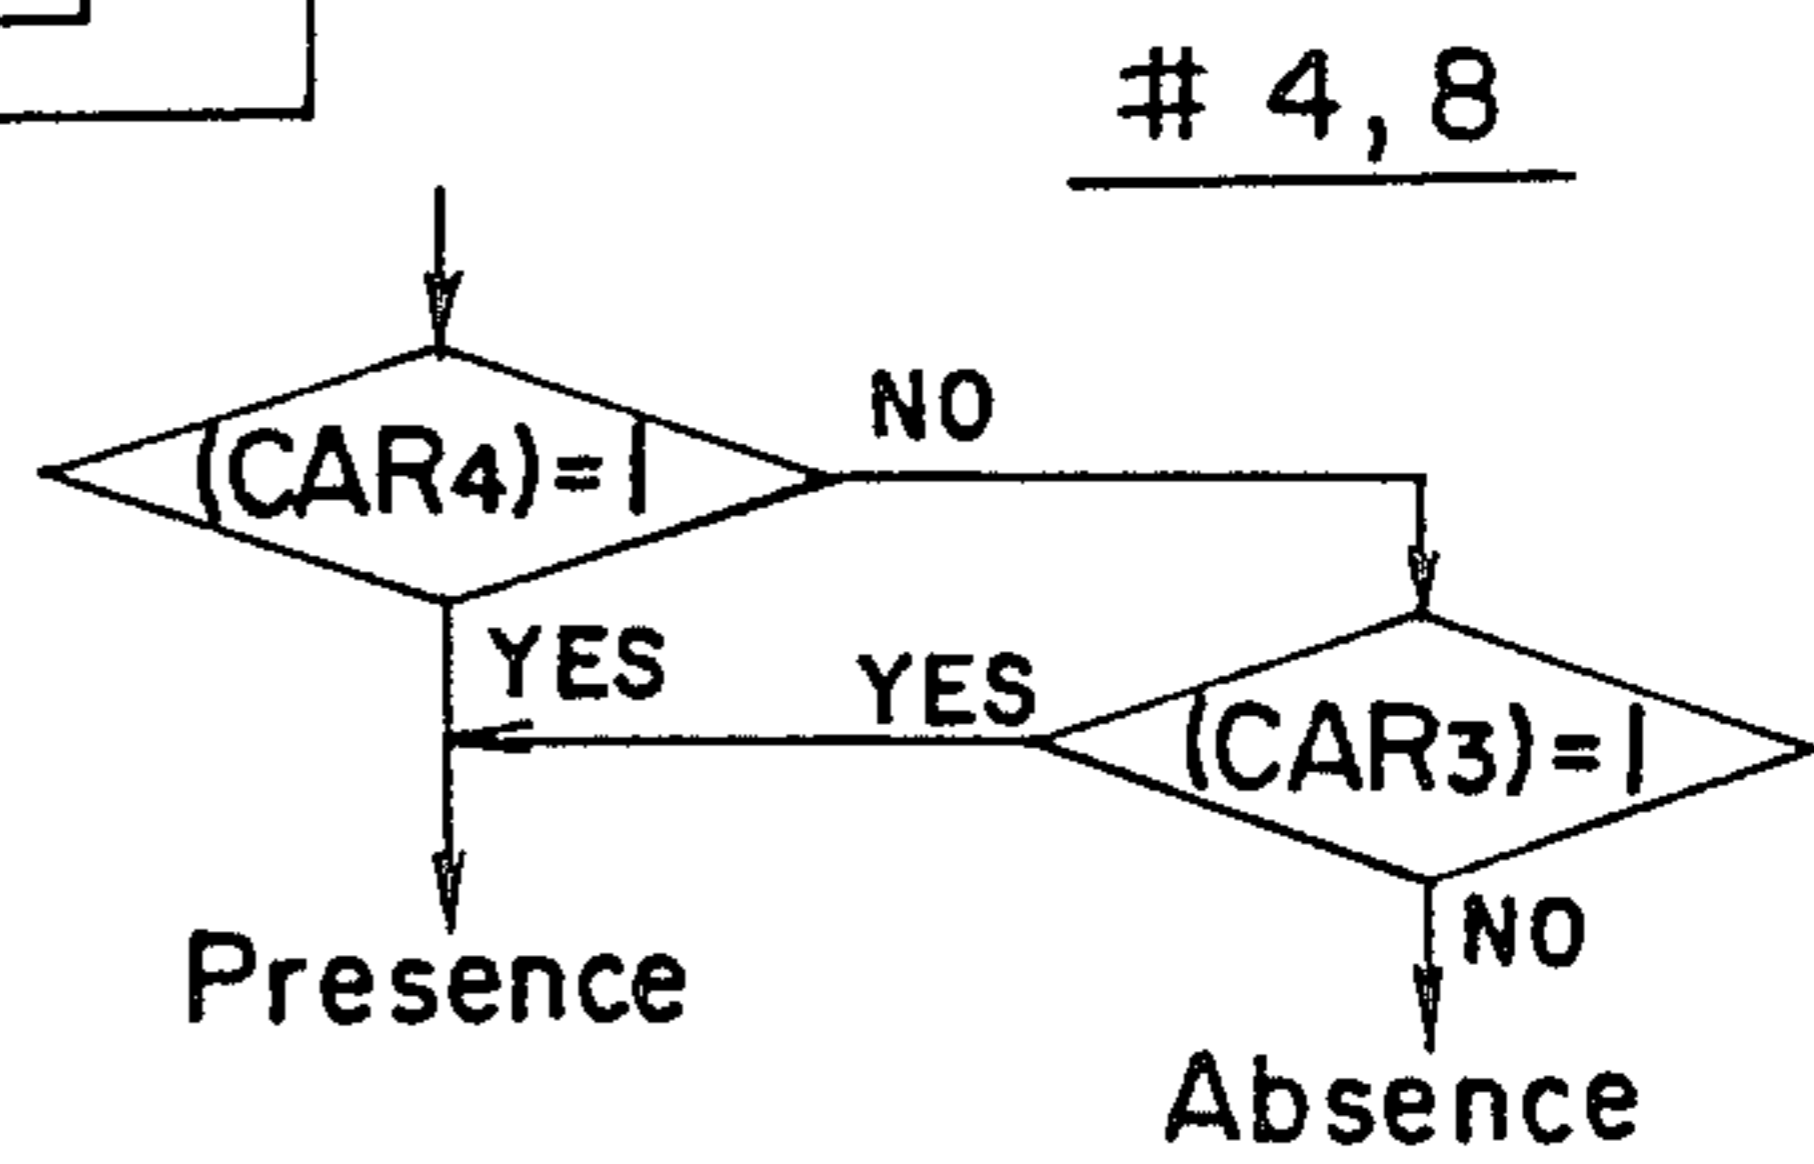 # 4,8
(CAR4)=1
NO
YES
YES
(CAR3)=1
NO
Presence
Absence